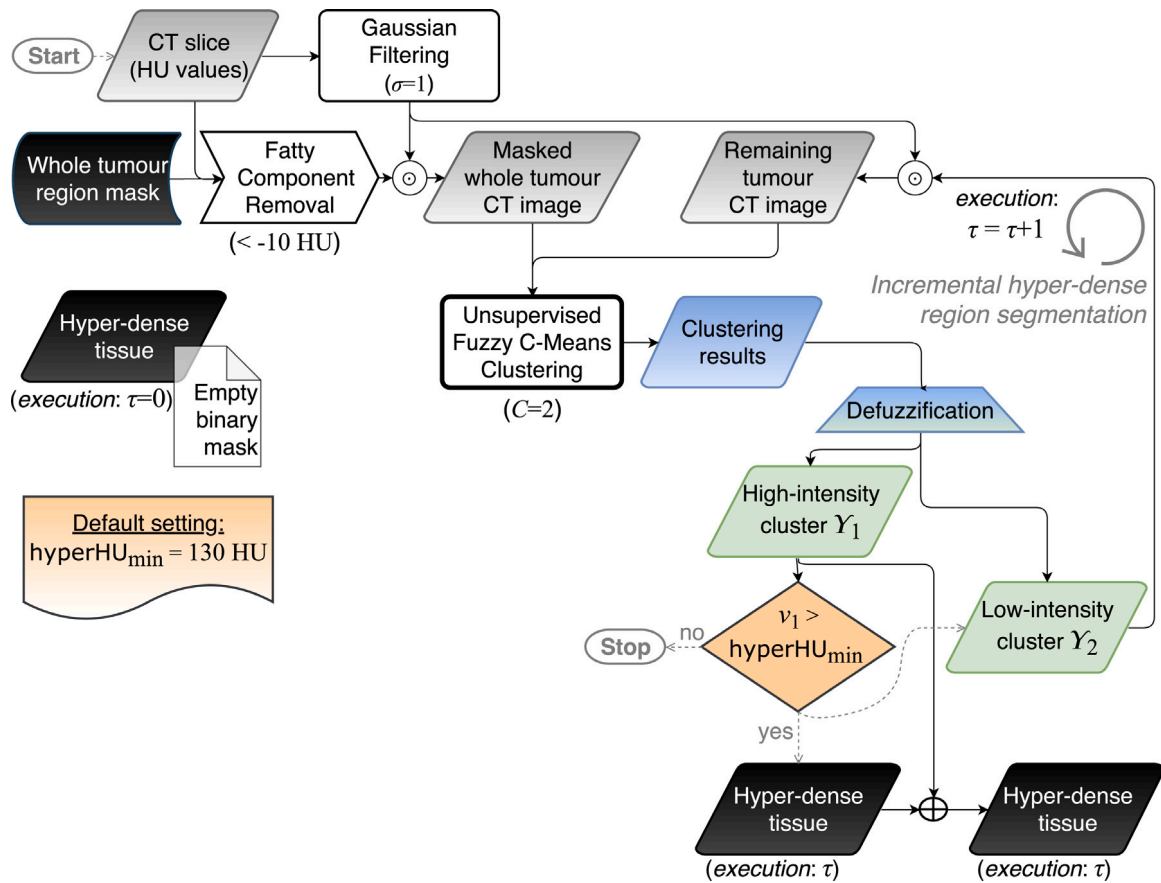 Start
CT slice
(HU values)
Gaussian
Filtering
(σ=1)
Whole tumour
region mask
Fatty
Component
Removal
(< -10 HU)
Masked
whole tumour
CT image
Remaining
tumour
CT image
execution:
τ = τ+1
Incremental hyper-dense
region segmentation
Hyper-dense
tissue
(execution: τ=0)
Empty
binary
mask
Unsupervised
Fuzzy C-Means
Clustering
(C=2)
Clustering
results
Defuzzification
High-intensity
cluster Υ1
Default setting:
hyperHUmin = 130 HU
Low-intensity
cluster Υ2
v1 >
hyperHUmin
no
Stop
yes
Hyper-dense
tissue
(execution: τ)
Hyper-dense
tissue
(execution: τ)